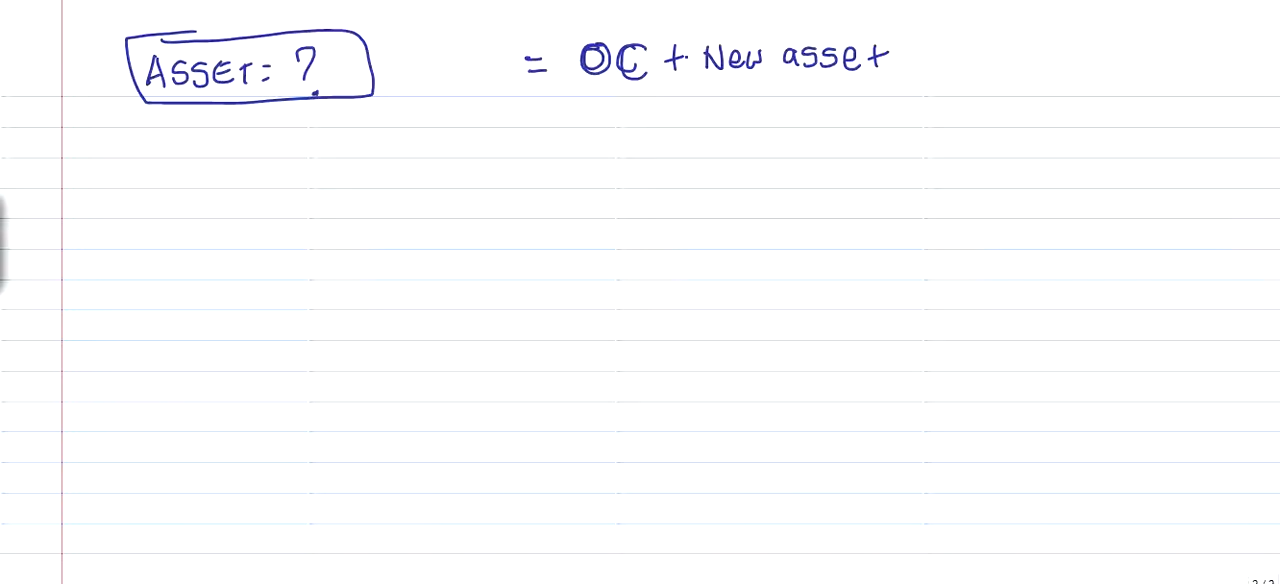 ASSET = ? = OC + New asset